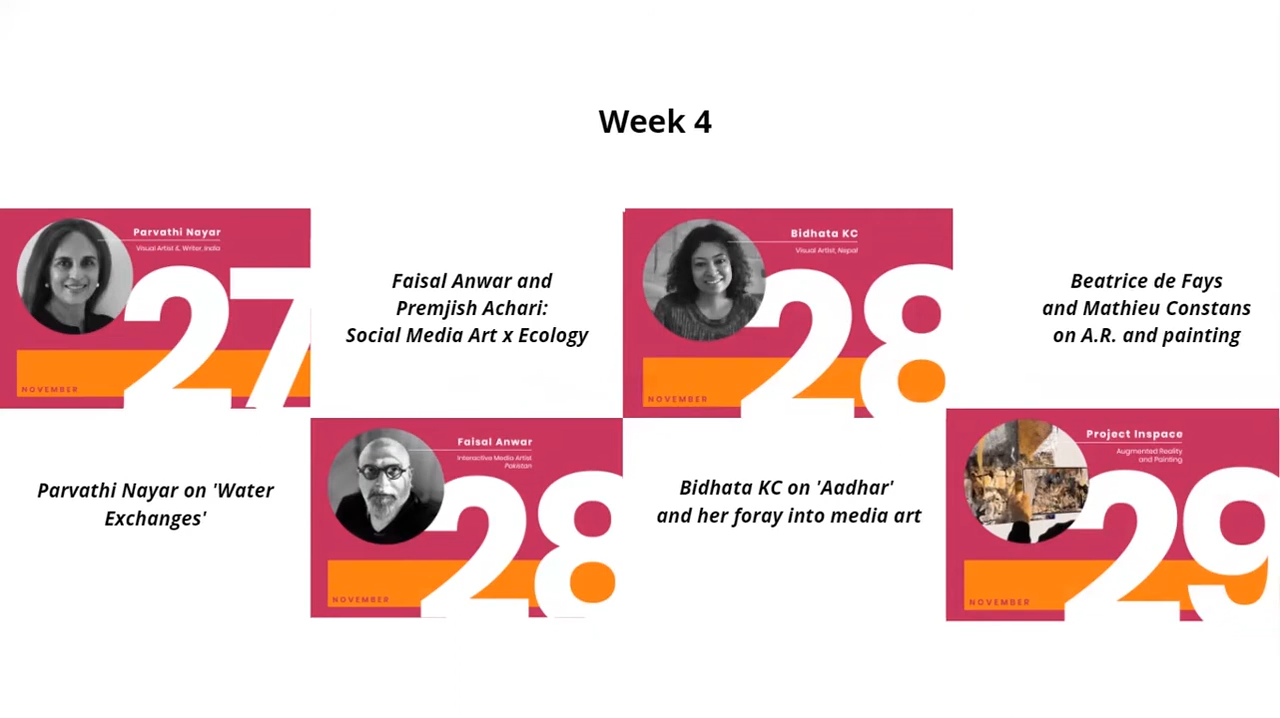 Week 4
Parvathi Nayar
Visual Artist & Writer, India
27
NOVEMBER
Parvathi Nayar on 'Water
Exchanges'
Faisal Anwar and
Premjish Achari:
Social Media Art x Ecology
Faisal Anwar
Interactive Media Artist
Pakistan
28
NOVEMBER
Bidhata KC
Visual Artist, Nepal
28
NOVEMBER
Bidhata KC on 'Aadhar'
and her foray into media art
Beatrice de Fays
and Mathieu Constans
on A.R. and painting
Project Inspace
Augmented Reality
and Painting
29
NOVEMBER